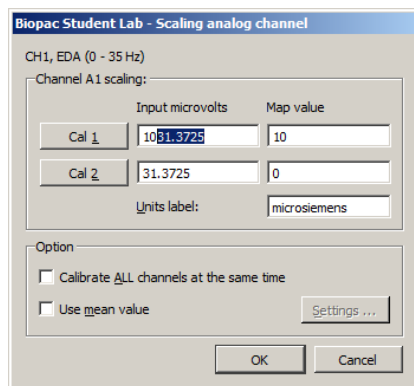 Biopac Student Lab - Scaling analog channel
CH1, EDA (0 - 35 Hz)
Channel A1 scaling:
Input microvolts Map value
Cal 1 1031.3725 10
Cal 2 31.3725 0
Units label: microsiemens
Option
Calibrate ALL channels at the same time
Use mean value Settings ...
OK Cancel